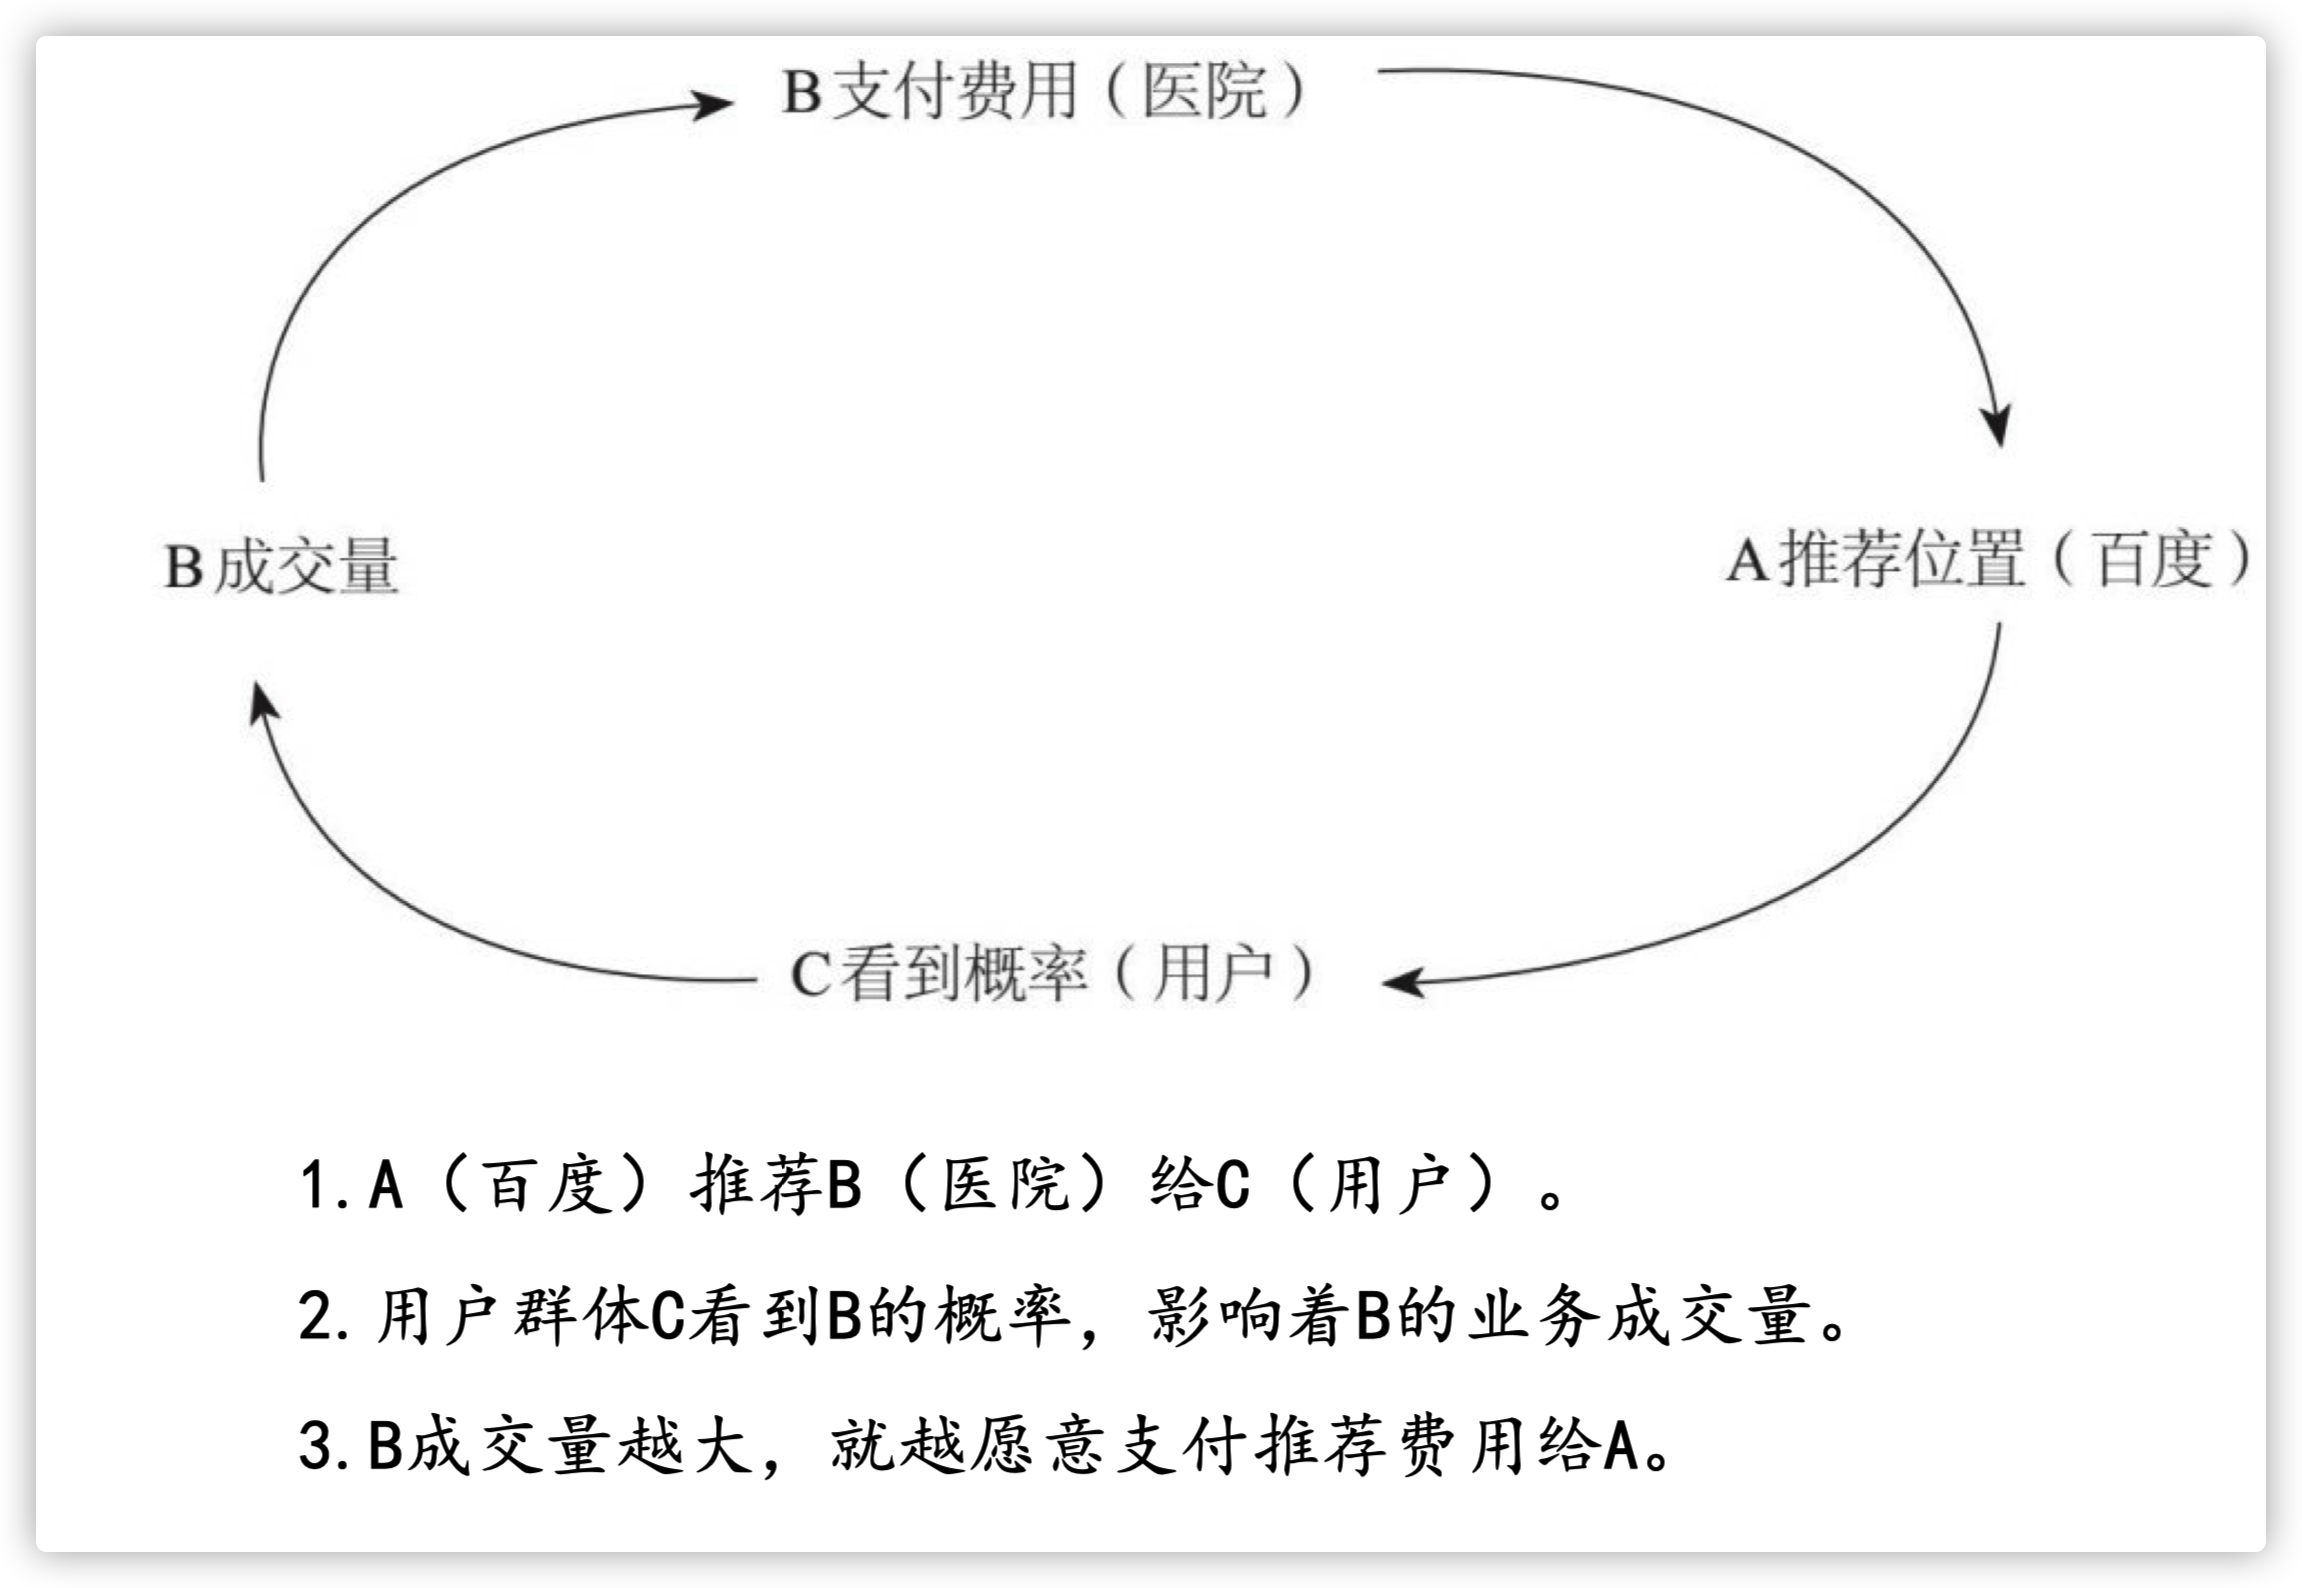 B支付费用（医院）
B成交量
A推荐位置（百度）
C看到概率（用户）
1.A（百度）推荐B（医院）给C（用户）。
2.用户群体C看到B的概率，影响着B的业务成交量。
3.B成交量越大，就越愿意支付推荐费用给A。